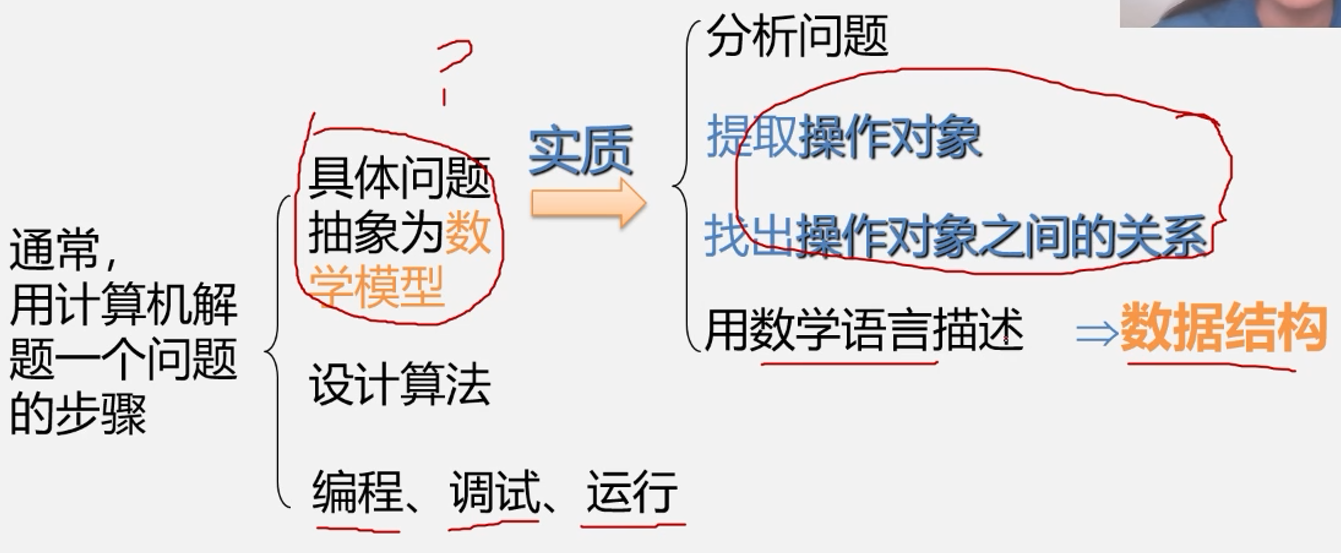 ?
通常，
用计算机解
题一个问题
的步骤
具体问题
抽象为数
学模型
设计算法
编程、调试、运行
实质
分析问题
提取操作对象
找出操作对象之间的关系
用数学语言描述 ⇒数据结构